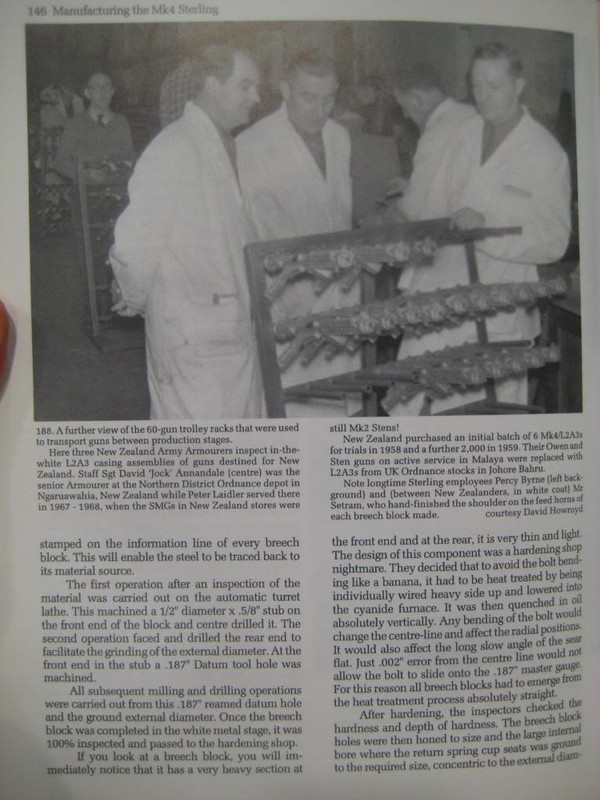 146 Manufacturing the Mk4 Sterling
188. A further view of the 60-gun trolley racks that were used
to transport guns between production stages.
Here three New Zealand Army Armourers inspect in-the-
white L2A3 casing assemblies of guns destined for New
Zealand. Staff Sgt David 'Jock' Annandale (centre) was the
senior Armourer at the Northern District Ordnance depot in
Ngaruawahia, New Zealand while Peter Laidler served there
in 1967 - 1968, when the SMGs in New Zealand stores were
still Mk2 Stens!
New Zealand purchased an initial batch of 6 Mk4/L2A3s
for trials in 1958 and a further 2,000 in 1959. Their Owen and
Sten guns on active service in Malaya were replaced with
L2A3s from UK Ordnance stocks in Johore Bahru.
Note longtime Sterling employees Percy Byrne (left back-
ground) and (between New Zealanders, in white coat) Mr
Setram, who hand-finished the shoulder on the feed horns of
each breech block made. courtesy David Howroyd
stamped on the information line of every breech
block. This will enable the steel to be traced back to
its material source.
The first operation after an inspection of the
material was carried out on the automatic turret
lathe. This machined a 1/2" diameter x .5/8" stub on
the front end of the block and centre drilled it. The
second operation faced and drilled the rear end to
facilitate the grinding of the external diameter. At the
front end in the stub a .187" Datum tool hole was
machined.
All subsequent milling and drilling operations
were carried out from this .187" reamed datum hole
and the ground external diameter. Once the breech
block was completed in the white metal stage, it was
100% inspected and passed to the hardening shop.
If you look at a breech block, you will im-
mediately notice that it has a very heavy section at
the front end and at the rear, it is very thin and light.
The design of this component was a hardening shop
nightmare. They decided that to avoid the bolt bend-
ing like a banana, it had to be heat treated by being
individually wired heavy side up and lowered into
the cyanide furnace. It was then quenched in oil
absolutely vertically. Any bending of the bolt would
change the centre-line and affect the radial positions.
It would also affect the long slow angle of the sear
flat. Just .002" error from the centre line would not
allow the bolt to slide onto the .187" master gauge.
For this reason all breech blocks had to emerge from
the heat treatment process absolutely straight.
After hardening, the inspectors checked the
hardness and depth of hardness. The breech block
holes were then honed to size and the large internal
bore where the return spring cup seats was ground
to the required size, concentric to the external diam-